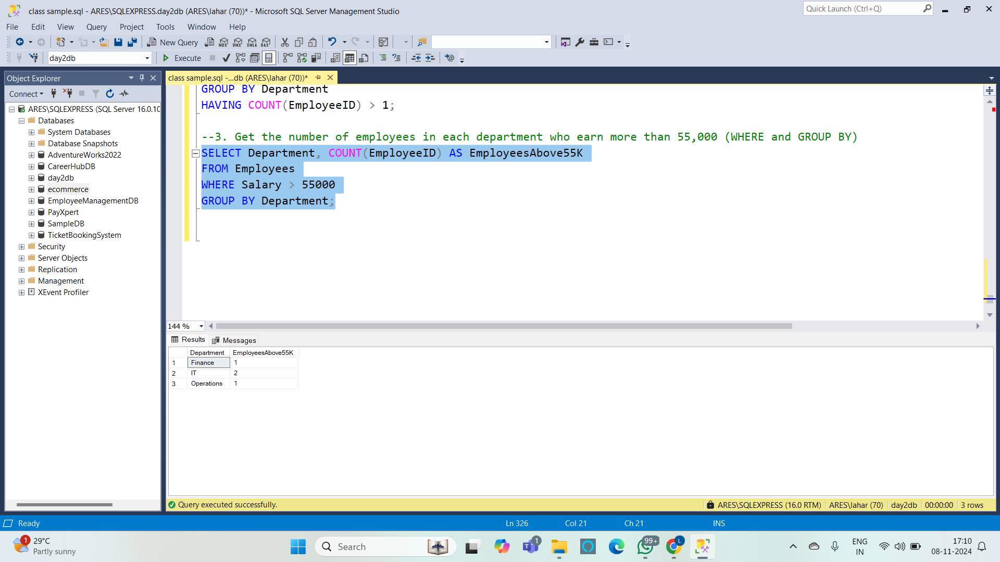 class sample.sql - ARES\SQLEXPRESS.day2db (ARES\lahar (70))* - Microsoft SQL Server Management Studio
Quick Launch (Ctrl+Q)
File Edit View Query Project Tools Window Help
New Query MDX DMX XMLA DAX
day2db Execute
Object Explorer
class sample.sql -...db (ARES\lahar (70))*
Connect
ARES\SQLEXPRESS (SQL Server 16.0.10
Databases
System Databases
Database Snapshots
AdventureWorks2022
CareerHubDB
day2db
ecommerce
EmployeeManagementDB
PayXpert
SampleDB
TicketBookingSystem
Security
Server Objects
Replication
Management
XEvent Profiler
GROUP BY Department
HAVING COUNT(EmployeeID) > 1;
--3. Get the number of employees in each department who earn more than 55,000 (WHERE and GROUP BY)
SELECT Department, COUNT(EmployeeID) AS EmployeesAbove55K
FROM Employees
WHERE Salary > 55000
GROUP BY Department;
144 %
Results Messages
Department EmployeesAbove55K
1 Finance 1
2 IT 2
3 Operations 1
Query executed successfully. ARES\SQLEXPRESS (16.0 RTM) ARES\lahar (70) day2db 00:00:00 3 rows
Ready Ln 326 Col 21 Ch 21 INS
1 29°C
Partly sunny
Search
1
99+
L
ENG
IN
17:10
08-11-2024